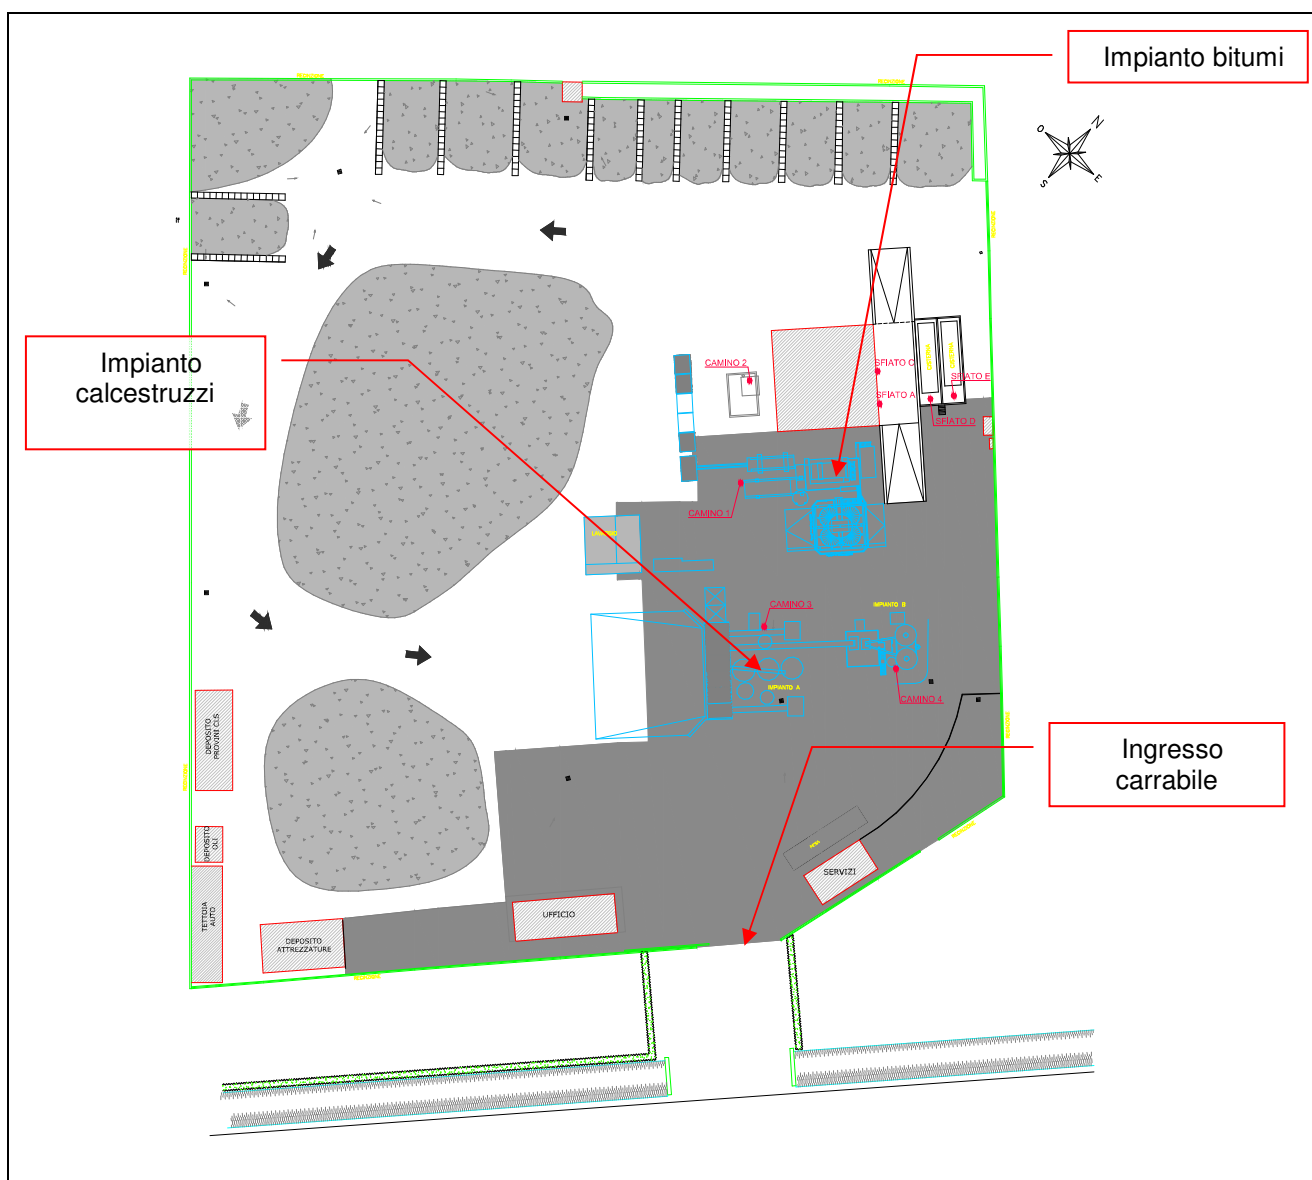 Impianto bitumi
N
O
S
E
Impianto
calcestruzzi
CAMINO 2
SFIATO C
SFIATO E
SFIATO A
SFIATO D
CAMINO 1
LAVAGGIO
CAMINO 3
IMPIANTO B
IMPIANTO A
CAMINO 4
Ingresso
carrabile
DEPOSITO
PROVINI CLS
DEPOSITO
OLI
TETTOIA
AUTO
DEPOSITO
ATTREZZATURE
UFFICIO
SERVIZI